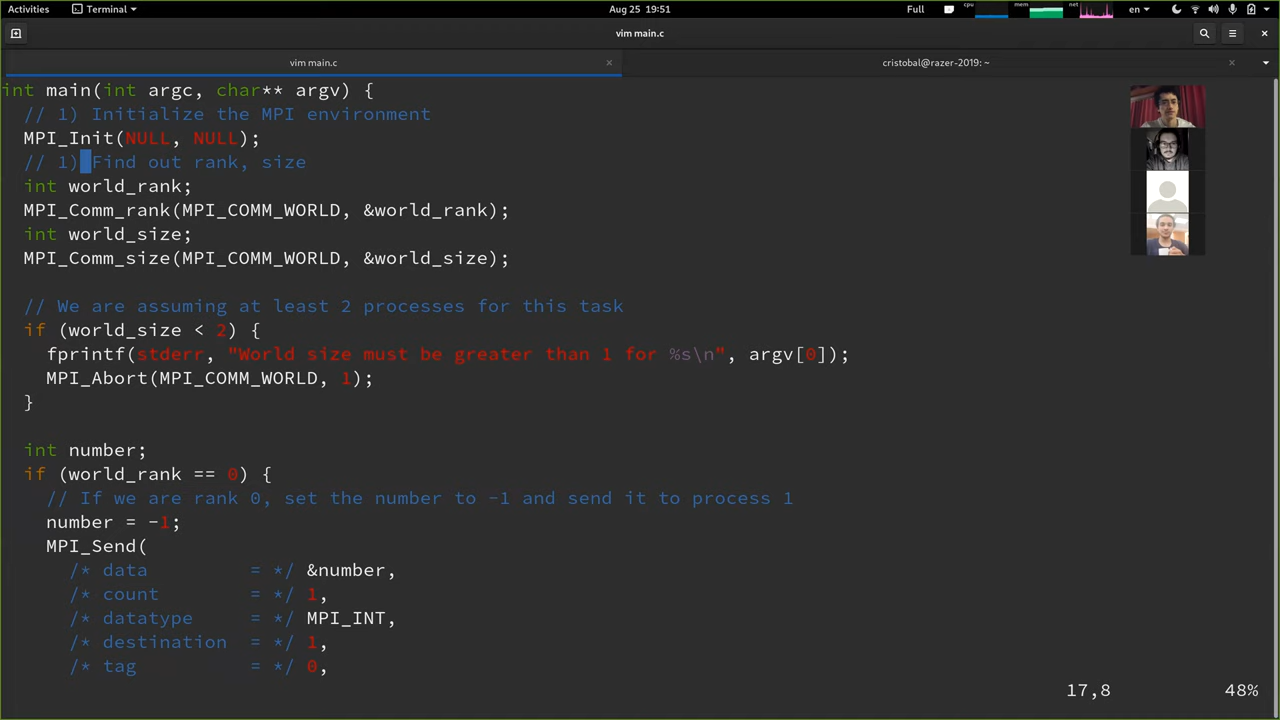 Activities Terminal Aug 25 19:51 Full cpu mem net en
vim main.c
vim main.c cristobal@razer-2019: ~
int main(int argc, char** argv) {
  // 1) Initialize the MPI environment
  MPI_Init(NULL, NULL);
  // 1) Find out rank, size
  int world_rank;
  MPI_Comm_rank(MPI_COMM_WORLD, &world_rank);
  int world_size;
  MPI_Comm_size(MPI_COMM_WORLD, &world_size);
  // We are assuming at least 2 processes for this task
  if (world_size < 2) {
    fprintf(stderr, "World size must be greater than 1 for %s\n", argv[0]);
    MPI_Abort(MPI_COMM_WORLD, 1);
  }
  int number;
  if (world_rank == 0) {
    // If we are rank 0, set the number to -1 and send it to process 1
    number = -1;
    MPI_Send(
      /* data         = */ &number,
      /* count        = */ 1,
      /* datatype     = */ MPI_INT,
      /* destination  = */ 1,
      /* tag          = */ 0,
17,8 48%